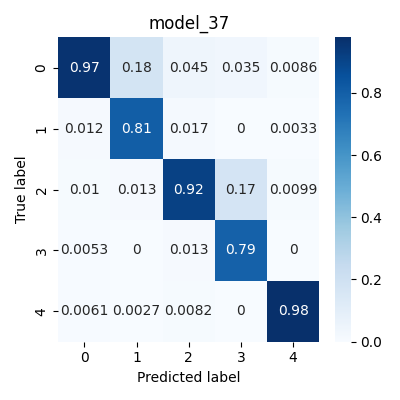 model_37
0 0.97 0.18 0.045 0.035 0.0086
1 0.012 0.81 0.017 0 0.0033
2 0.01 0.013 0.92 0.17 0.0099
3 0.0053 0 0.013 0.79 0
4 0.0061 0.0027 0.0082 0 0.98
0 1 2 3 4
Predicted label
True label
0.8
0.6
0.4
0.2
0.0